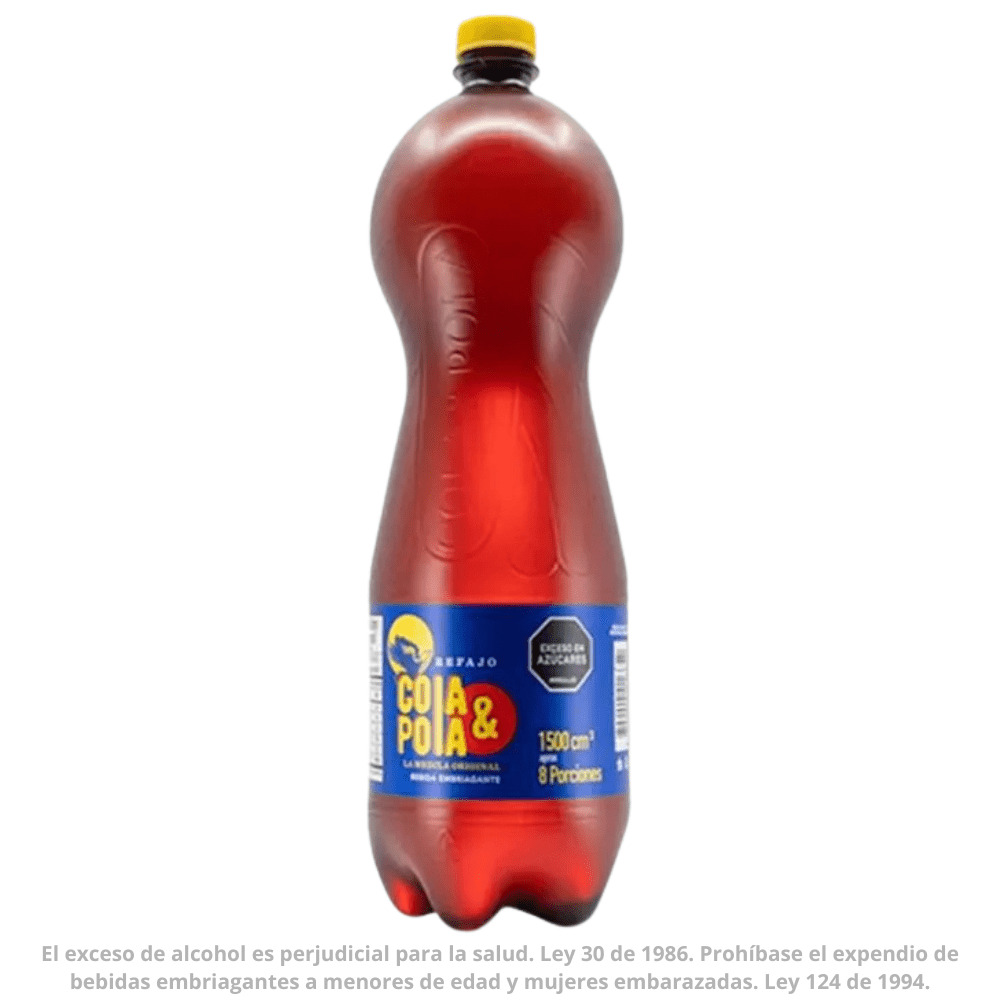 REFAJO
COLA
&
POLA
LA MEZCLA ORIGINAL
BEBIDA EMBRIAGANTE
EXCESO EN
AZÚCARES
MINSALUD
1500 cm³
aprox
8 Porciones
El exceso de alcohol es perjudicial para la salud. Ley 30 de 1986. Prohíbase el expendio de
bebidas embriagantes a menores de edad y mujeres embarazadas. Ley 124 de 1994.